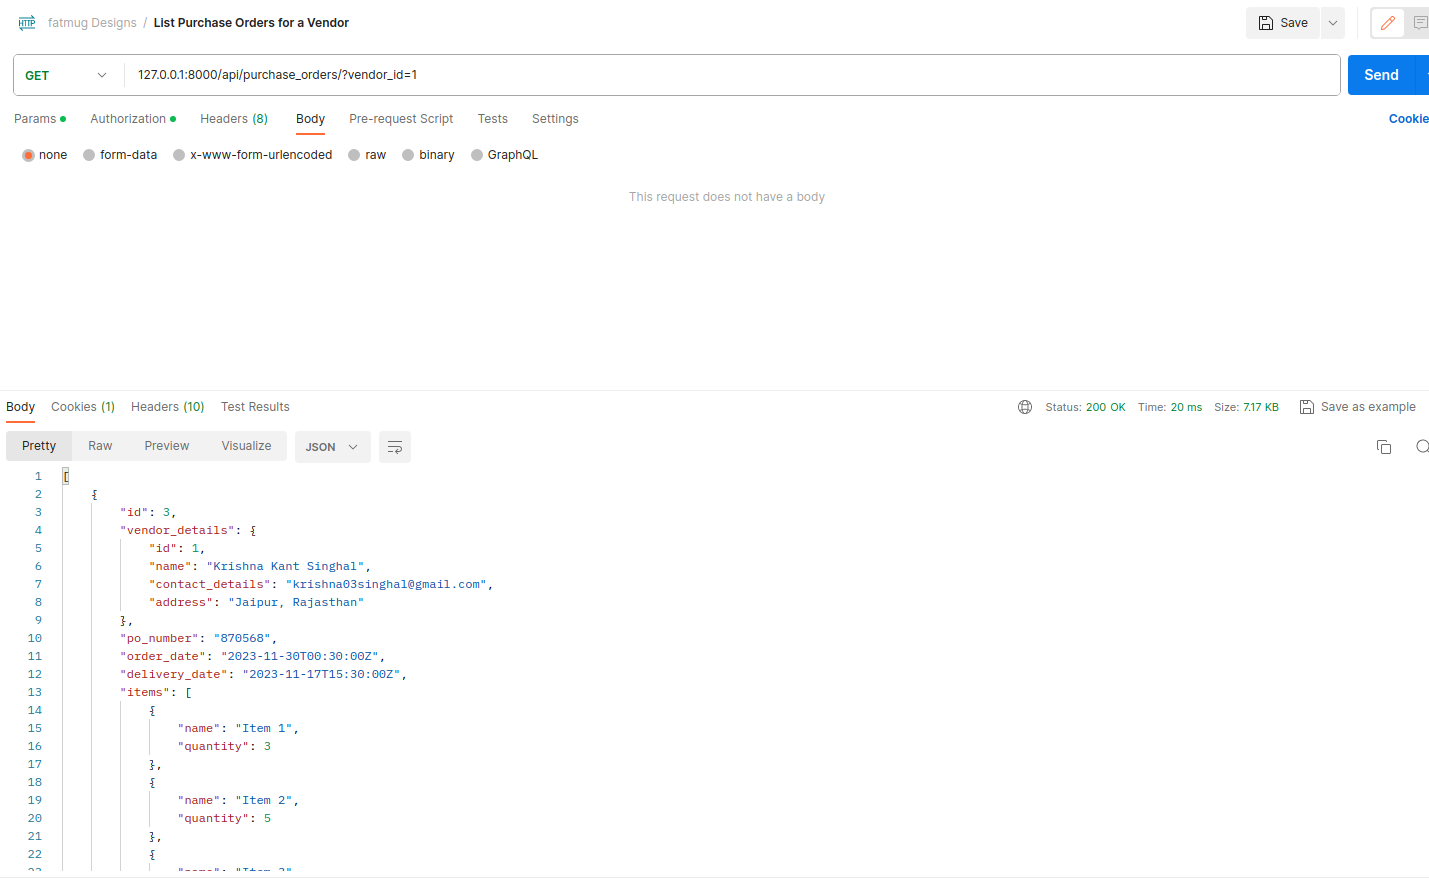 HTTP fatmug Designs / List Purchase Orders for a Vendor Save
GET 127.0.0.1:8000/api/purchase_orders/?vendor_id=1 Send
Params Authorization Headers (8) Body Pre-request Script Tests Settings Cookie
none form-data x-www-form-urlencoded raw binary GraphQL
This request does not have a body
Body Cookies (1) Headers (10) Test Results Status: 200 OK Time: 20 ms Size: 7.17 KB Save as example
Pretty Raw Preview Visualize JSON
1 [
2 {
3 "id": 3,
4 "vendor_details": {
5 "id": 1,
6 "name": "Krishna Kant Singhal",
7 "contact_details": "krishna03singhal@gmail.com",
8 "address": "Jaipur, Rajasthan"
9 },
10 "po_number": "870568",
11 "order_date": "2023-11-30T00:30:00Z",
12 "delivery_date": "2023-11-17T15:30:00Z",
13 "items": [
14 {
15 "name": "Item 1",
16 "quantity": 3
17 },
18 {
19 "name": "Item 2",
20 "quantity": 5
21 },
22 {
23 "name": "Item 3"